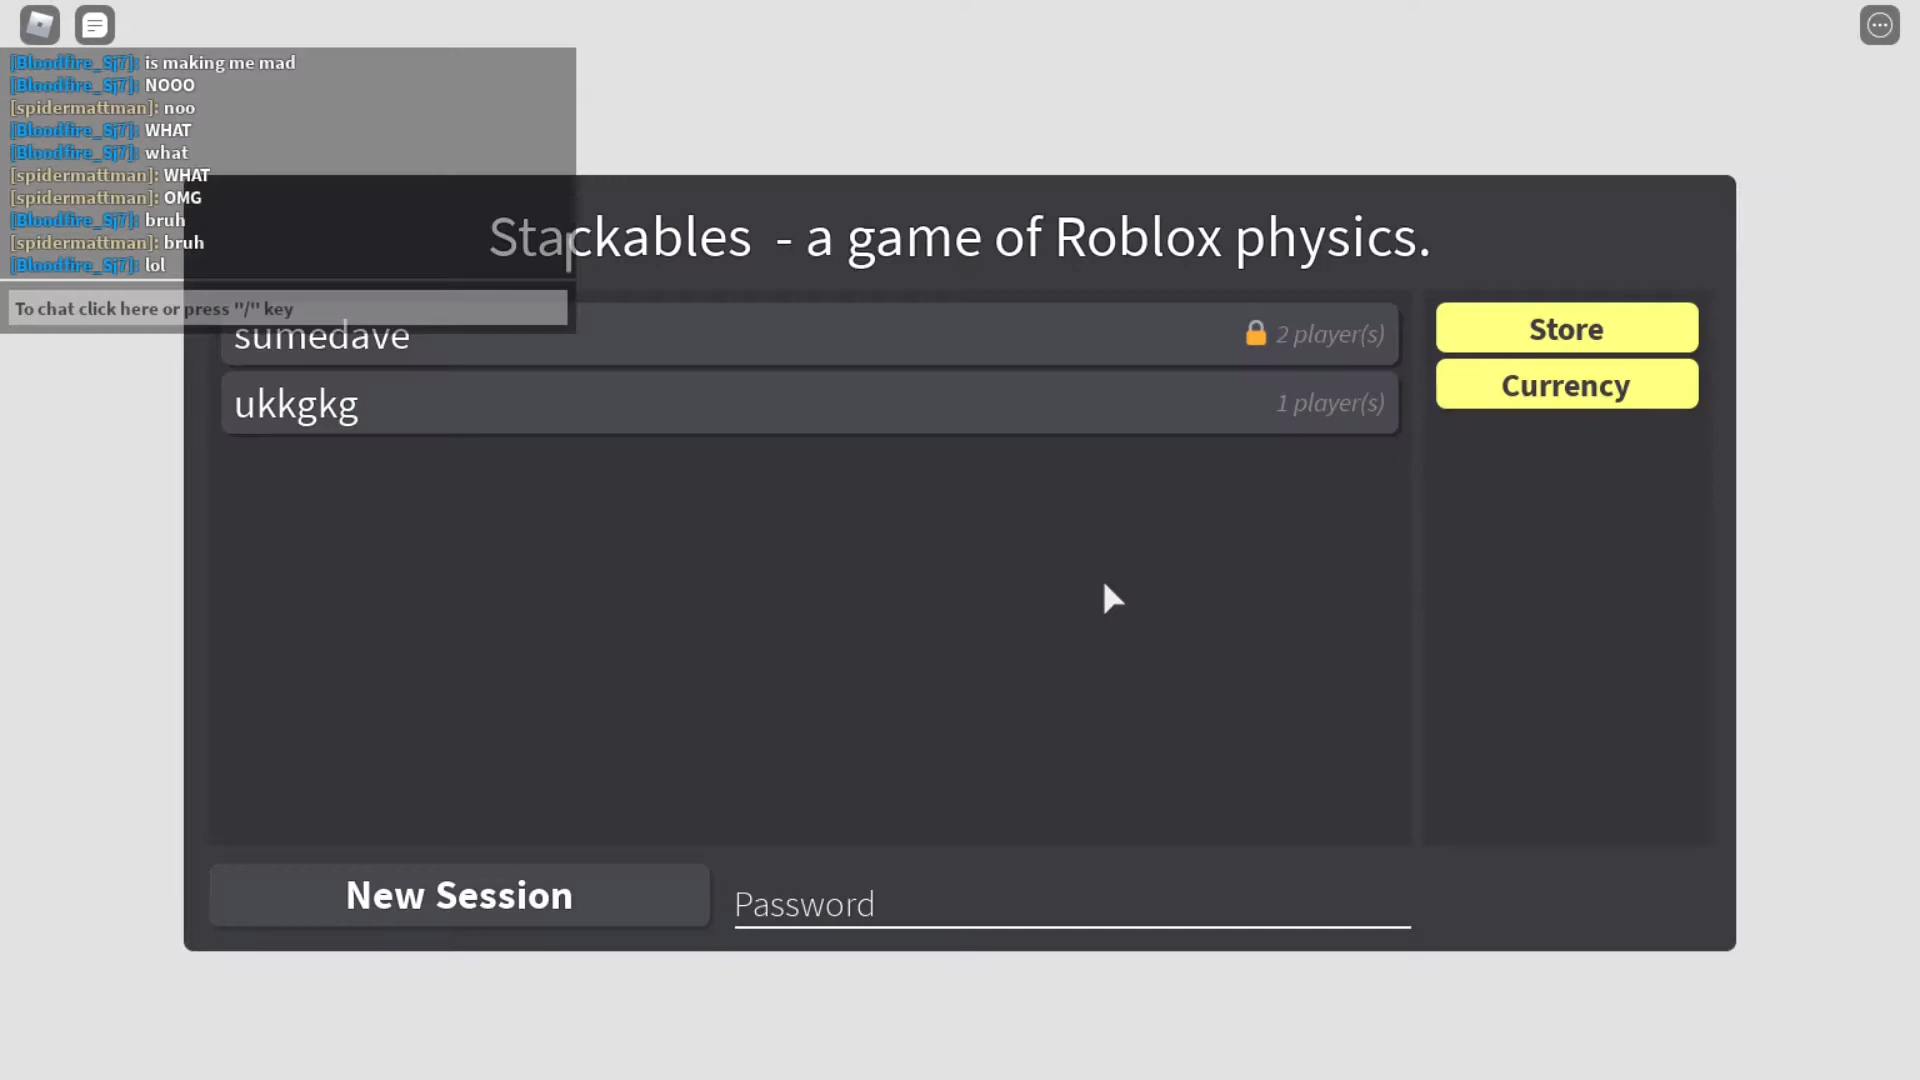 [Bloodfire_Sj7]: is making me mad
[Bloodfire_Sj7]: NOOO
[spidermattman]: noo
[Bloodfire_Sj7]: WHAT
[Bloodfire_Sj7]: what
[spidermattman]: WHAT
[spidermattman]: OMG
[Bloodfire_Sj7]: bruh
[spidermattman]: bruh
[Bloodfire_Sj7]: lol
To chat click here or press "/" key
Stackables - a game of Roblox physics.
sumedave 2 player(s)
ukkgkg 1 player(s)
Store
Currency
New Session
Password